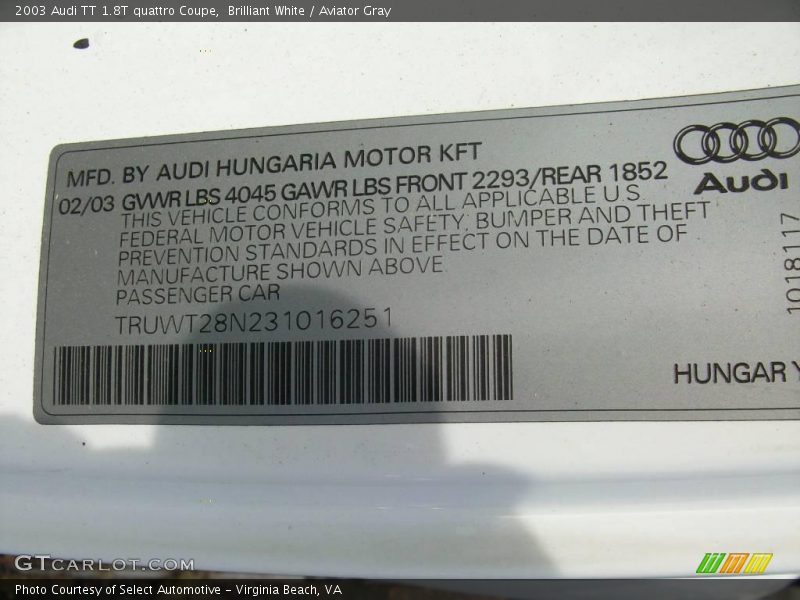 2003 Audi TT 1.8T quattro Coupe,  Brilliant White / Aviator Gray
MFD. BY AUDI HUNGARIA MOTOR KFT
02/03 GVWR LBS 4045 GAWR LBS FRONT 2293/REAR 1852
THIS VEHICLE CONFORMS TO ALL APPLICABLE U S
FEDERAL MOTOR VEHICLE SAFETY, BUMPER AND THEFT
PREVENTION STANDARDS IN EFFECT ON THE DATE OF
MANUFACTURE SHOWN ABOVE
PASSENGER CAR
TRUWT28N231016251
Audi
1018117
HUNGARY
GTCARLOT.COM
Photo Courtesy of Select Automotive - Virginia Beach, VA